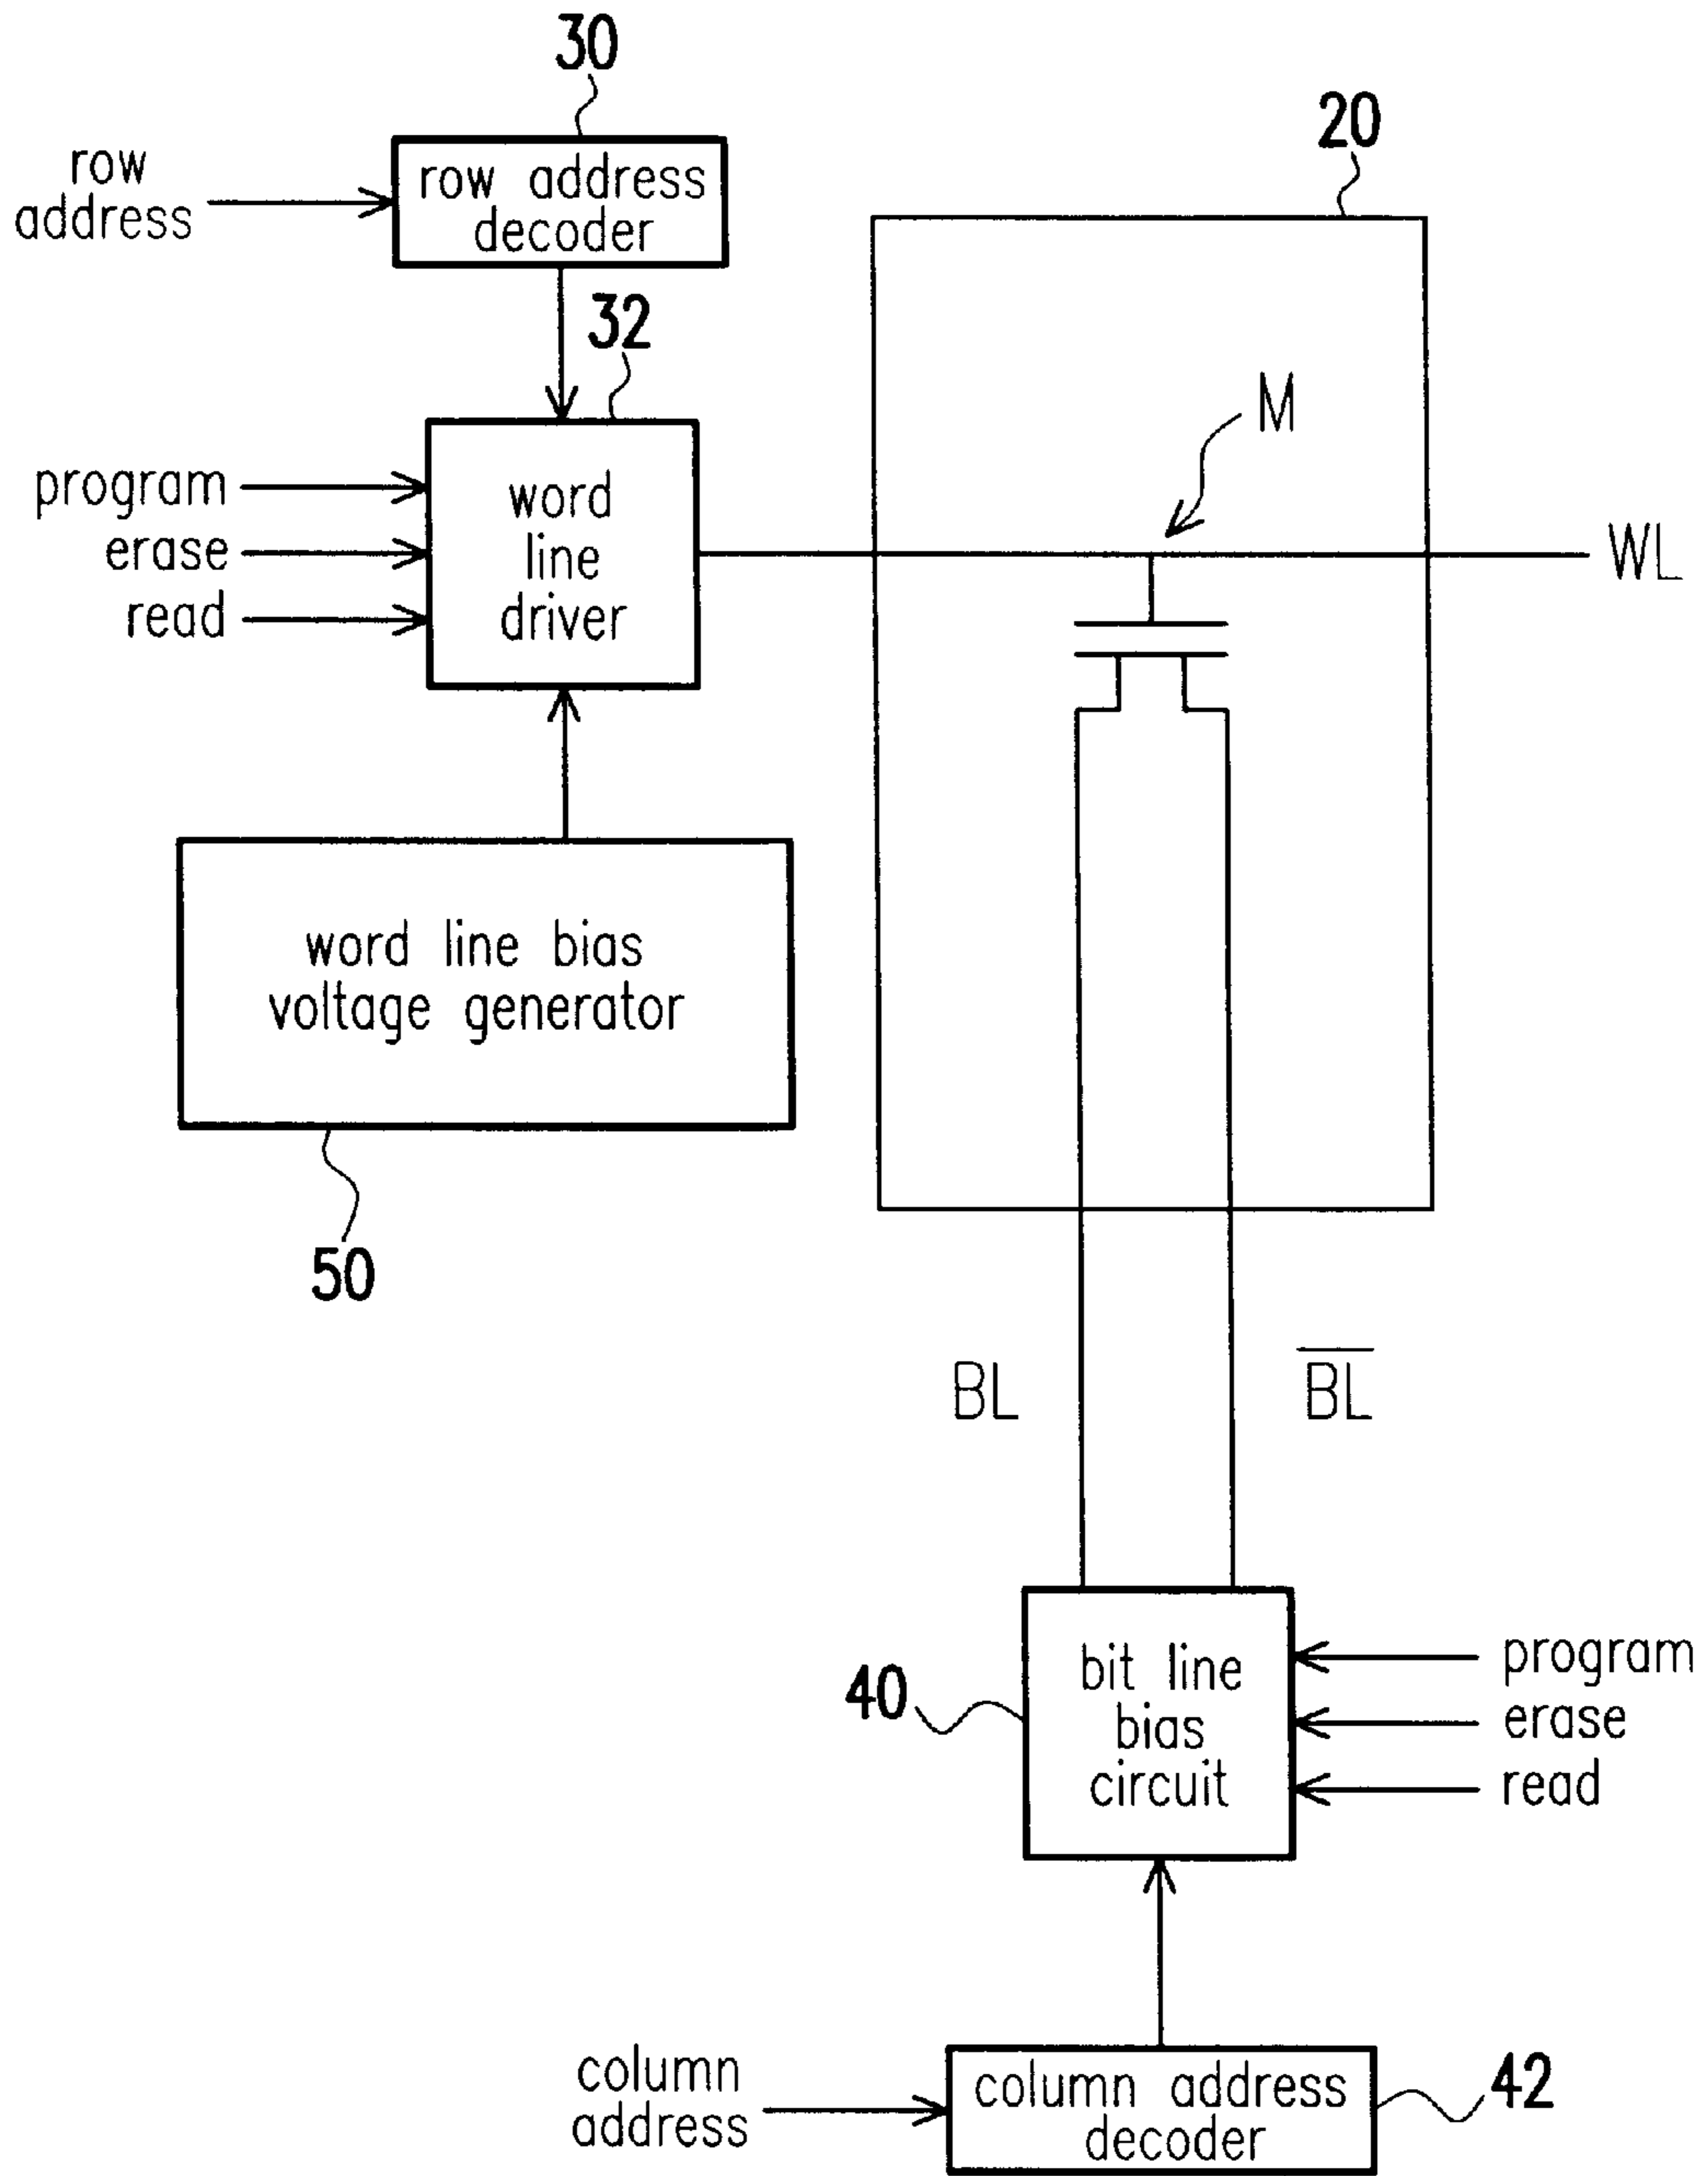 30
20
row
address
row address
decoder
32
M
program
erase
read
word
line
driver
WL
word line bias
voltage generator
50
BL
B̅L̅
40
bit line
bias
circuit
program
erase
read
column
address
column address
decoder
42